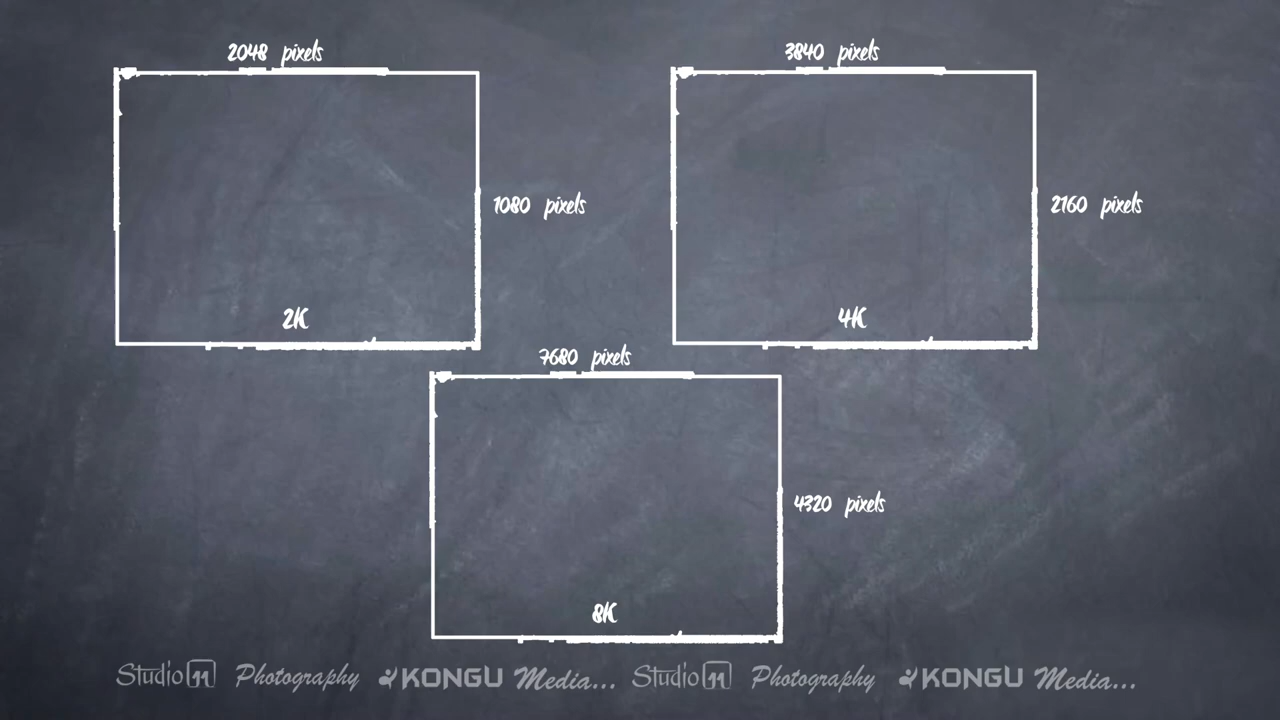 2048 pixels
3840 pixels
1080 pixels
2160 pixels
2K
4K
7680 pixels
4320 pixels
8K
Studio 11 Photography KONGU Media... Studio 11 Photography KONGU Media...